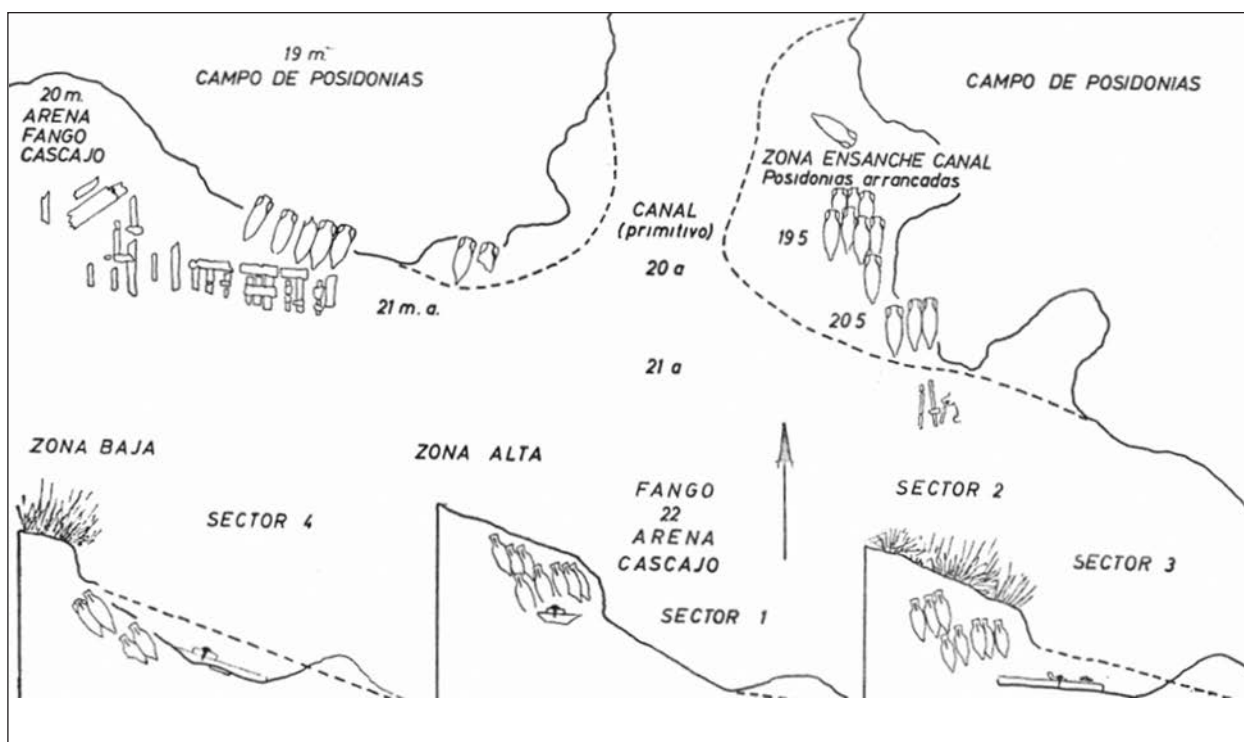 19 m.
CAMPO DE POSIDONIAS
20 m.
ARENA
FANGO
CASCAJO
21 m. a.
CANAL
(primitivo)
20 a
21 a
CAMPO DE POSIDONIAS
ZONA ENSANCHE CANAL
Posidonias arrancadas
19 5
20 5
ZONA BAJA
SECTOR 4
ZONA ALTA
FANGO
22
ARENA
CASCAJO
SECTOR 1
SECTOR 2
SECTOR 3